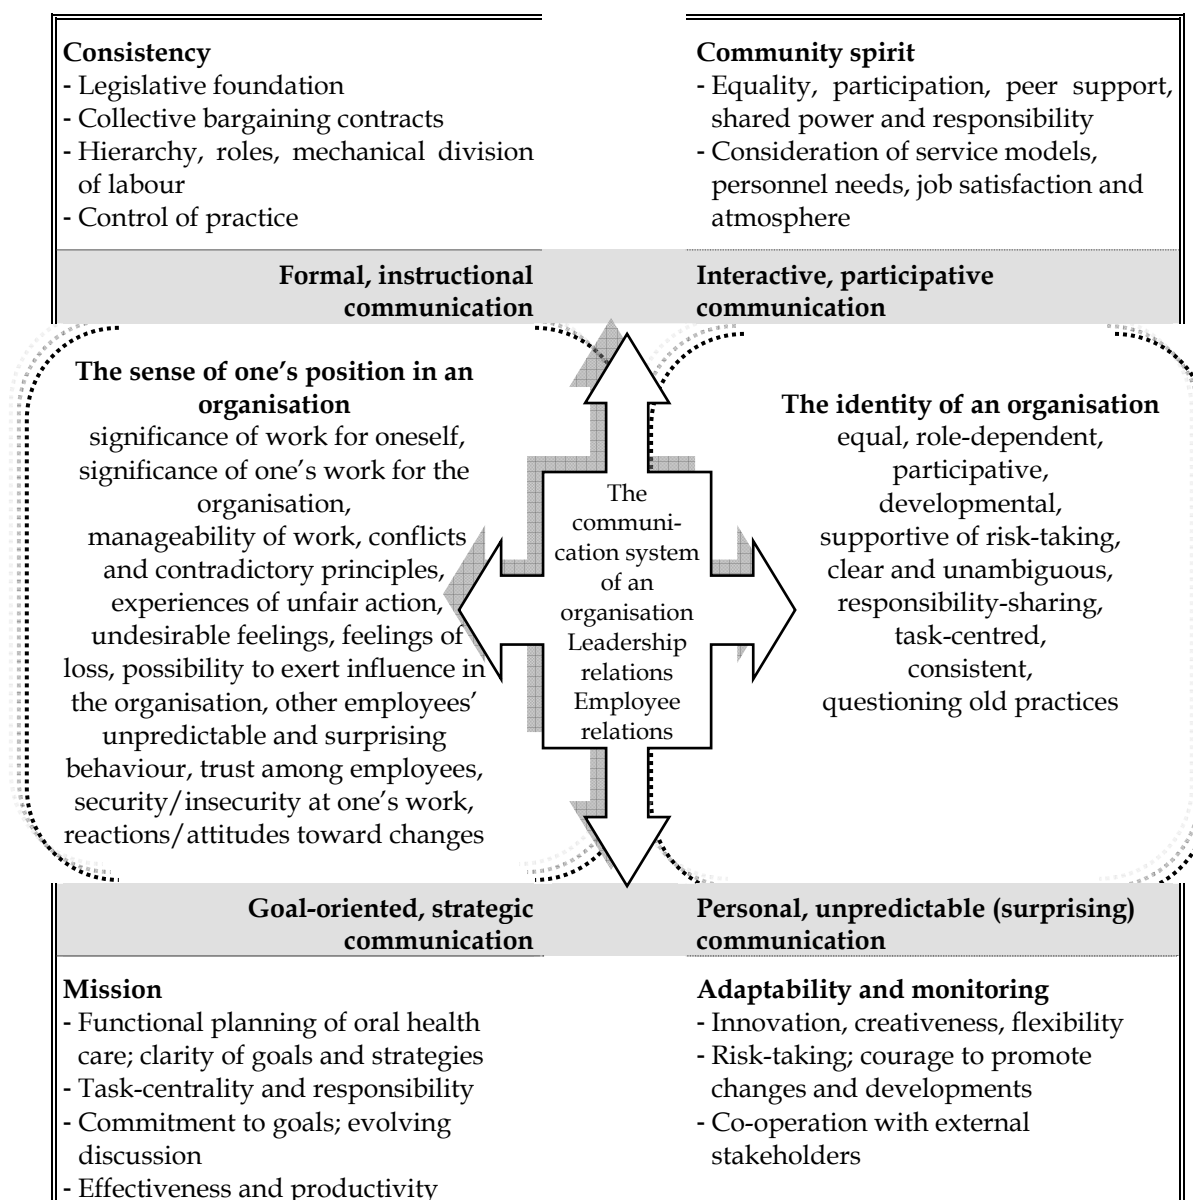 Consistency
- Legislative foundation
- Collective bargaining contracts
- Hierarchy, roles, mechanical division
of labour
- Control of practice
Community spirit
- Equality, participation, peer support,
shared power and responsibility
- Consideration of service models,
personnel needs, job satisfaction and
atmosphere
Formal, instructional
communication
Interactive, participative
communication
The sense of one’s position in an
organisation
significance of work for oneself,
significance of one’s work for the
organisation,
manageability of work, conflicts
and contradictory principles,
experiences of unfair action,
undesirable feelings, feelings of
loss, possibility to exert influence in
the organisation, other employees’
unpredictable and surprising
behaviour, trust among employees,
security/insecurity at one’s work,
reactions/attitudes toward changes
The
communi-
cation system
of an
organisation
Leadership
relations
Employee
relations
The identity of an organisation
equal, role-dependent,
participative,
developmental,
supportive of risk-taking,
clear and unambiguous,
responsibility-sharing,
task-centred,
consistent,
questioning old practices
Goal-oriented, strategic
communication
Personal, unpredictable (surprising)
communication
Mission
- Functional planning of oral health
care; clarity of goals and strategies
- Task-centrality and responsibility
- Commitment to goals; evolving
discussion
- Effectiveness and productivity
Adaptability and monitoring
- Innovation, creativeness, flexibility
- Risk-taking; courage to promote
changes and developments
- Co-operation with external
stakeholders